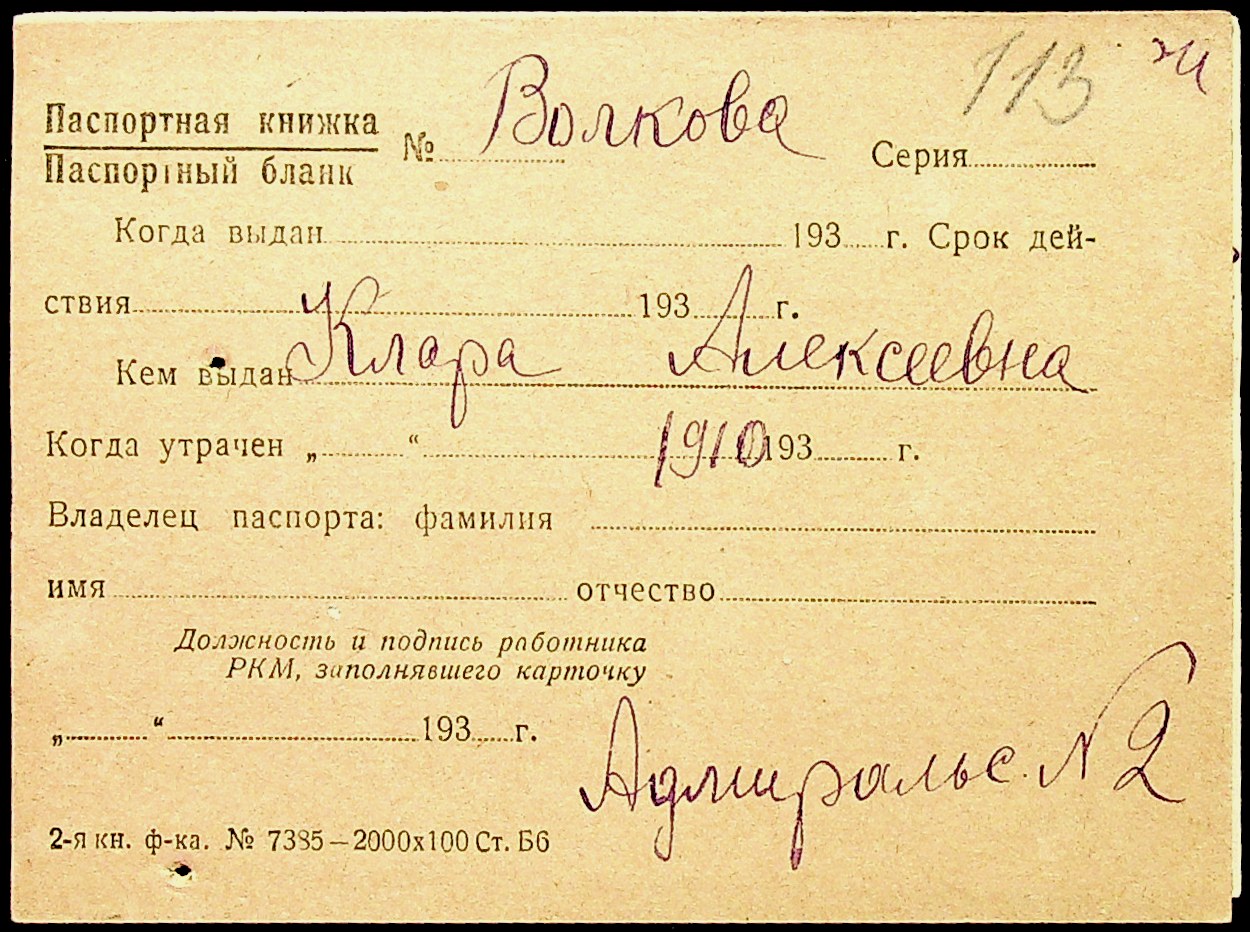 113 ж
Волкова
Паспортная книжка
Паспортный бланк
№ Серия
Когда выдан 193 г. Срок дей-
ствия 193 г.
Клара Алексеевна
Кем выдан
Когда утрачен „ “ 1910 193 г.
Владелец паспорта: фамилия
имя отчество
Должность и подпись работника
РКМ, заполнявшего карточку
„ “ 193 г.
Адмиральс. N 2
2-я кн. ф-ка. № 7385—2000х100 Ст. Б6